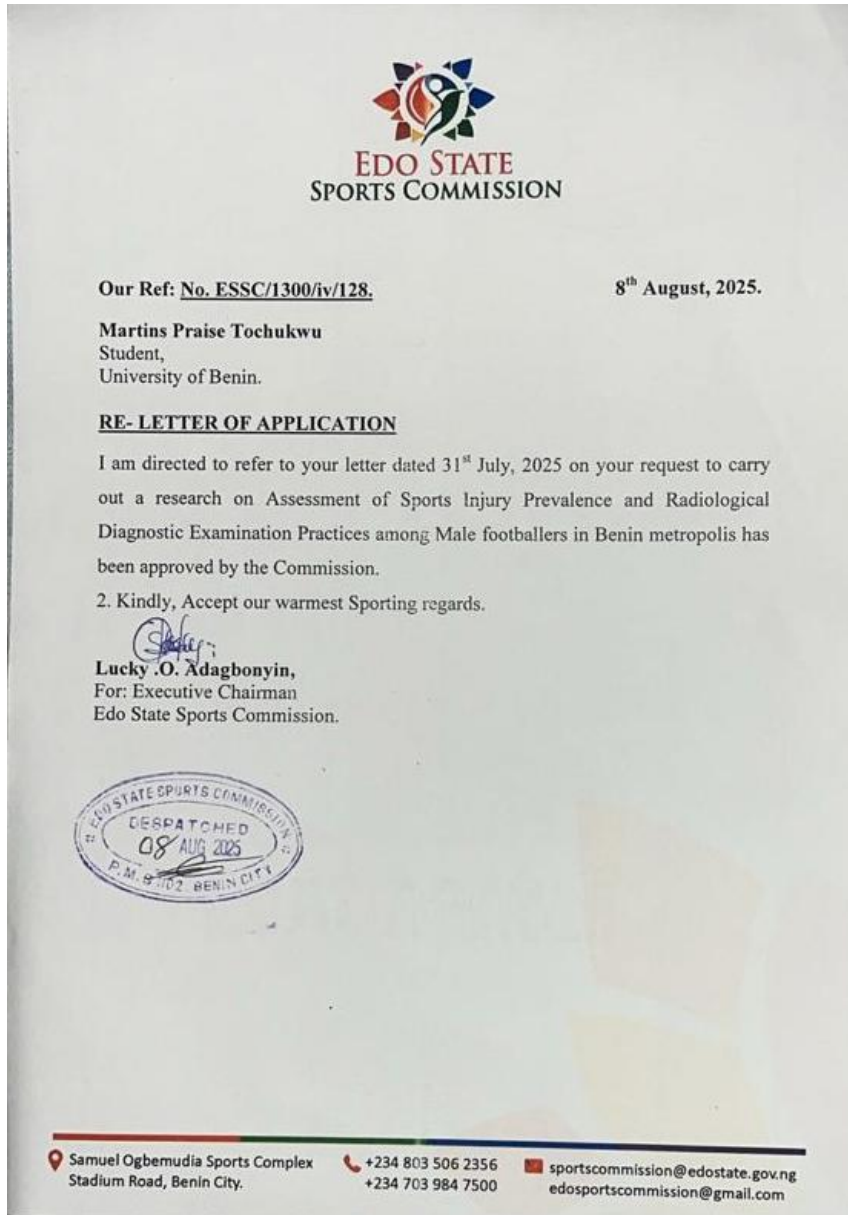 EDO STATE
SPORTS COMMISSION
Our Ref: No. ESSC/1300/iv/128.
8th August, 2025.
Martins Praise Tochukwu
Student,
University of Benin.
RE- LETTER OF APPLICATION
I am directed to refer to your letter dated 31st July, 2025 on your request to carry
out a research on Assessment of Sports Injury Prevalence and Radiological
Diagnostic Examination Practices among Male footballers in Benin metropolis has
been approved by the Commission.
2. Kindly, Accept our warmest Sporting regards.
Lucky .O. Adagbonyin,
For: Executive Chairman
Edo State Sports Commission.
EDO STATE SPORTS COMMISSION
DESPATCHED
08 AUG 2025
P.M.B BENIN CITY
Samuel Ogbemudia Sports Complex
Stadium Road, Benin City.
+234 803 506 2356
+234 703 984 7500
sportscommission@edostate.gov.ng
edosportscommission@gmail.com